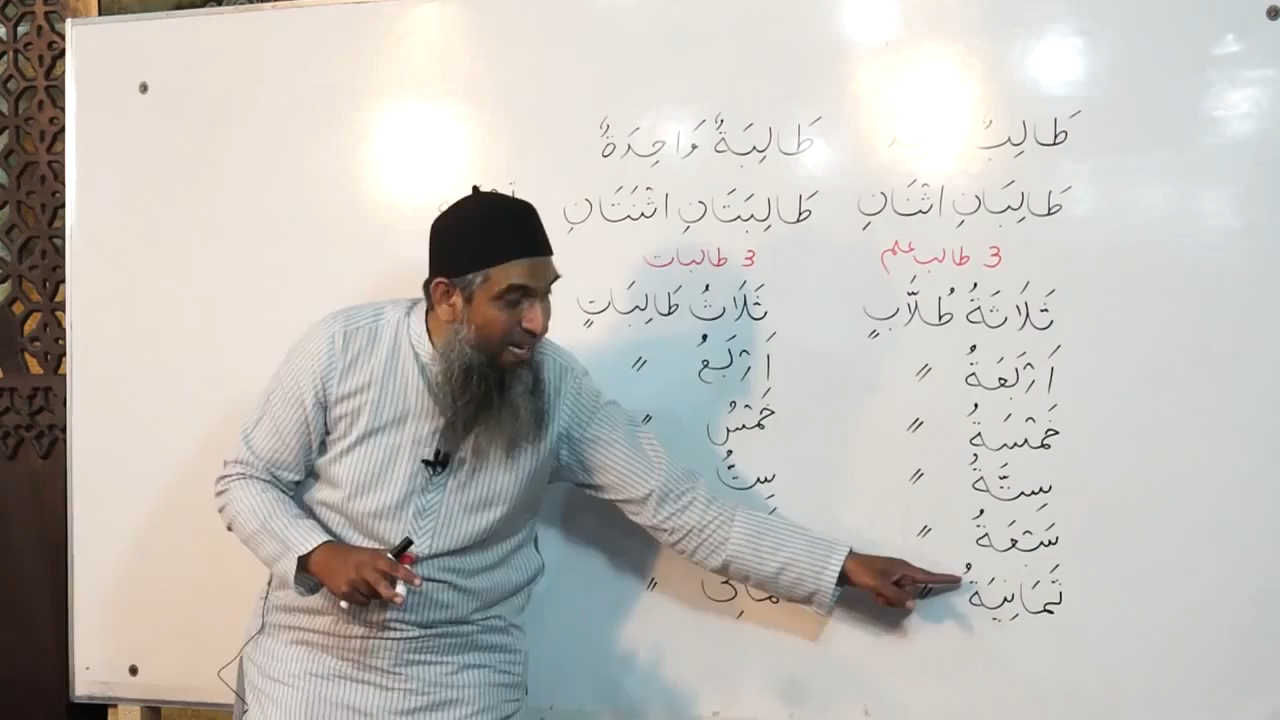 طَالِبٌ طَالِبَةٌ وَاحِدَةٌ
طَالِبَانِ اثْنَانِ طَالِبَتَانِ اثْنَتَانِ
3 طالب علم 3 طالبات
ثَلَاثَةُ طُلَّابٍ ثَلَاثُ طَالِبَاتٍ
اَرْبَعَةُ〃 اَرْبَعُ〃
خَمْسَةُ〃 خَمْسُ〃
سِتَّةُ〃 سِتُّ
سَبْعَةُ〃
ثَمَانِيَةُ〃